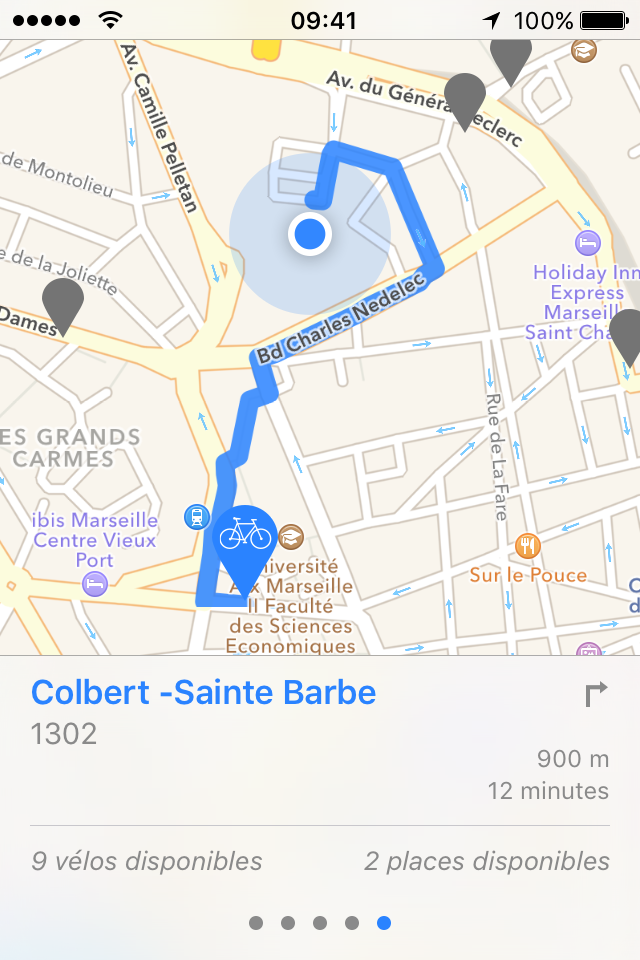 09:41
100%
Av. Camille Pelletan
Av. du Général Leclerc
de Montolieu
e de la Joliette
Dames
Holiday Inn
Express
Marseill
Saint Cha
Bd Charles Nedelec
Rue de La Fare
ES GRANDS
CARMES
ibis Marseille
Centre Vieux
Port
Sur le Pouce
niversité
Aix Marseille
II Faculté
des Sciences
Economiques
C
d
Colbert -Sainte Barbe
1302
900 m
12 minutes
9 vélos disponibles
2 places disponibles